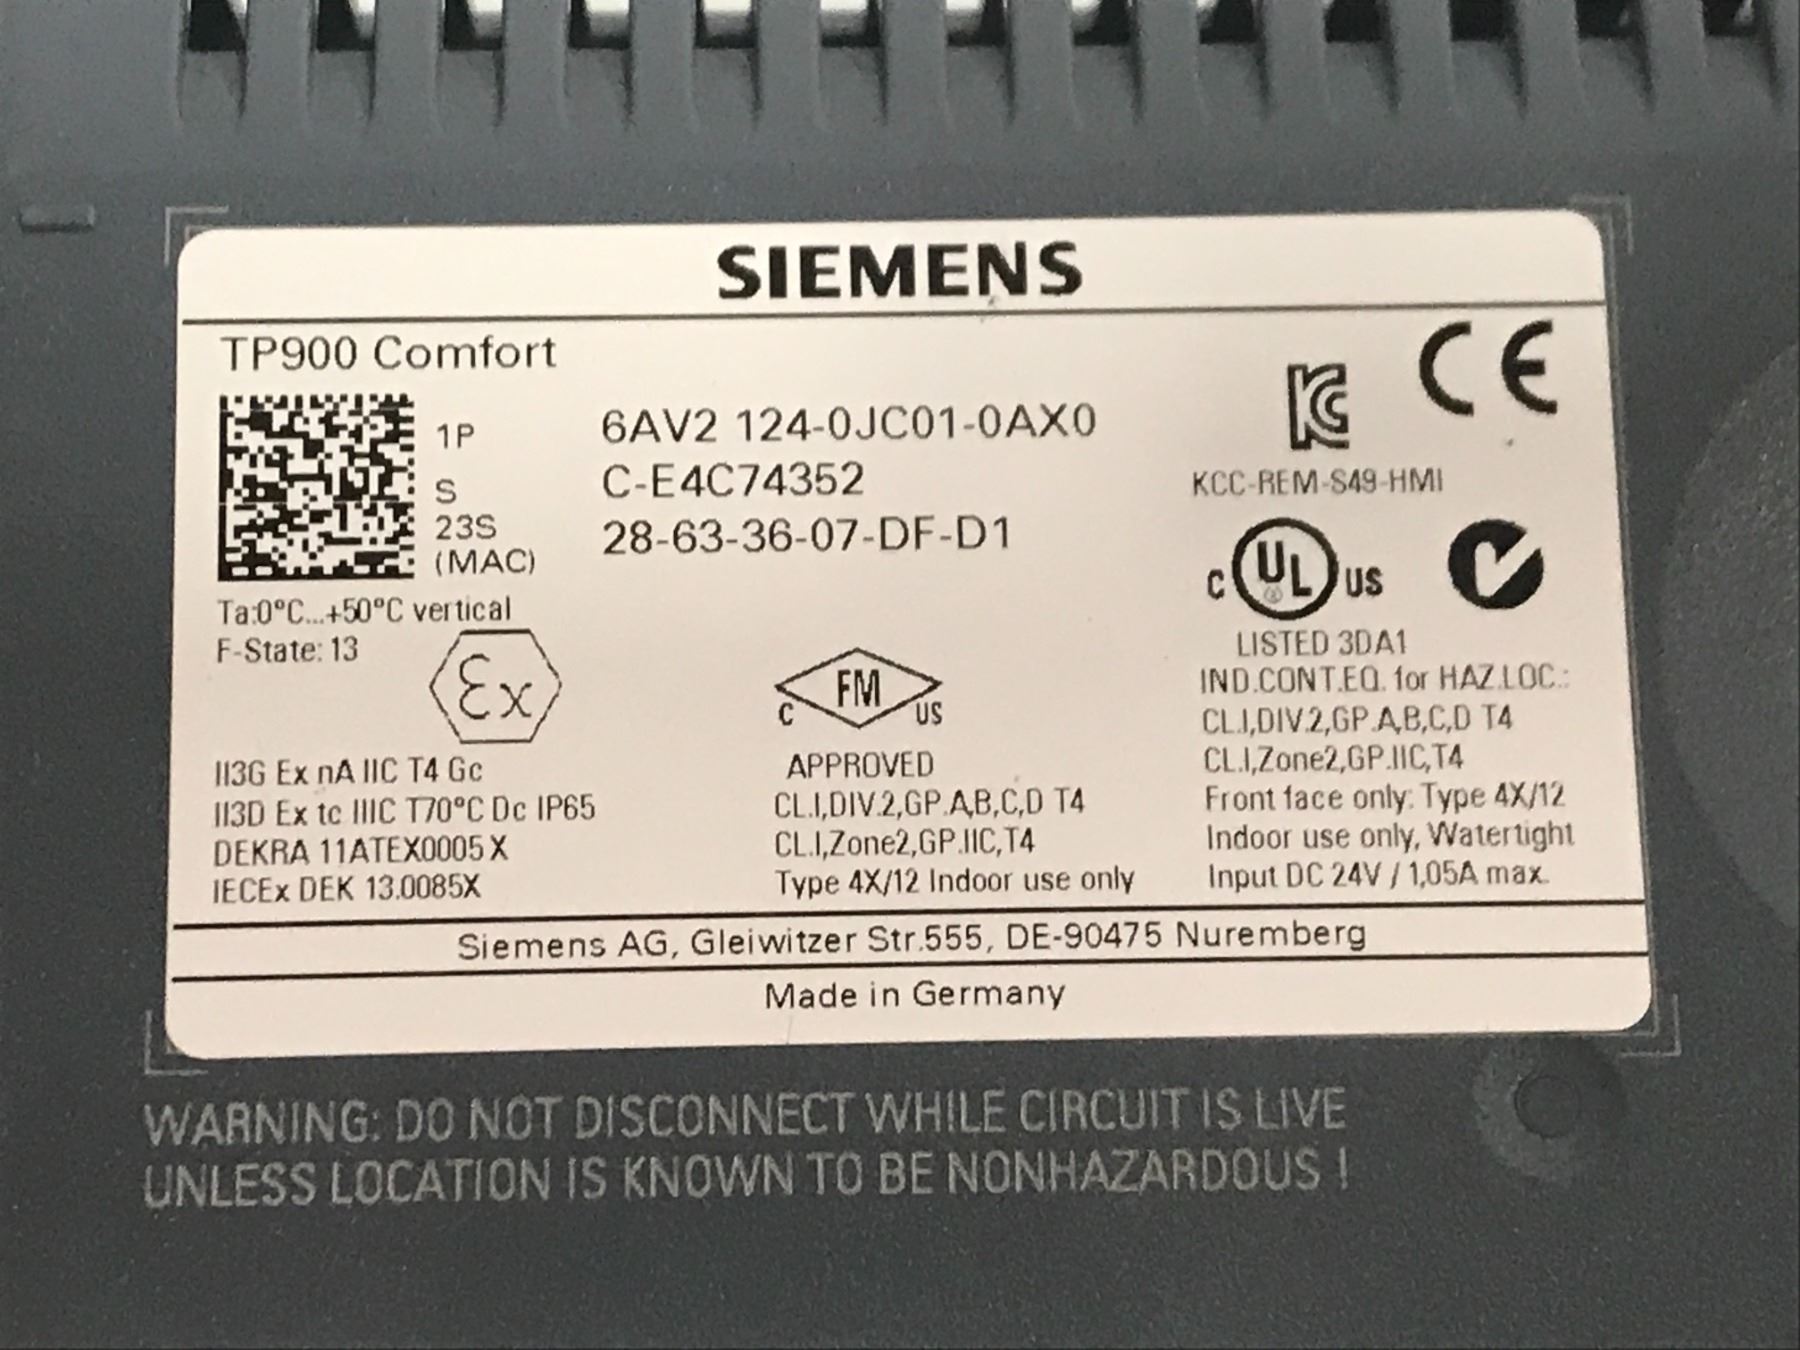 SIEMENS
TP900 Comfort
1P 6AV2 124-0JC01-0AX0
S C-E4C74352
23S 28-63-36-07-DF-D1
(MAC)
Ta:0°C...+50°C vertical
F-State: 13
Ex
II3G Ex nA IIC T4 Gc
II3D Ex tc IIIC T70°C Dc IP65
DEKRA 11ATEX0005 X
IECEx DEK 13.0085X
C FM US
APPROVED
CL.I,DIV.2,GP.A,B,C,D T4
CL.I,Zone2,GP.IIC,T4
Type 4X/12 Indoor use only
CE
KCC-REM-S49-HMI
C UL US
LISTED 3DA1
IND.CONT.EQ. for HAZ.LOC.:
CL.I,DIV.2,GP.A,B,C,D T4
CL.I,Zone2,GP.IIC,T4
Front face only: Type 4X/12
Indoor use only, Watertight
Input DC 24V / 1,05A max.
Siemens AG, Gleiwitzer Str.555, DE-90475 Nuremberg
Made in Germany
WARNING: DO NOT DISCONNECT WHILE CIRCUIT IS LIVE
UNLESS LOCATION IS KNOWN TO BE NONHAZARDOUS !